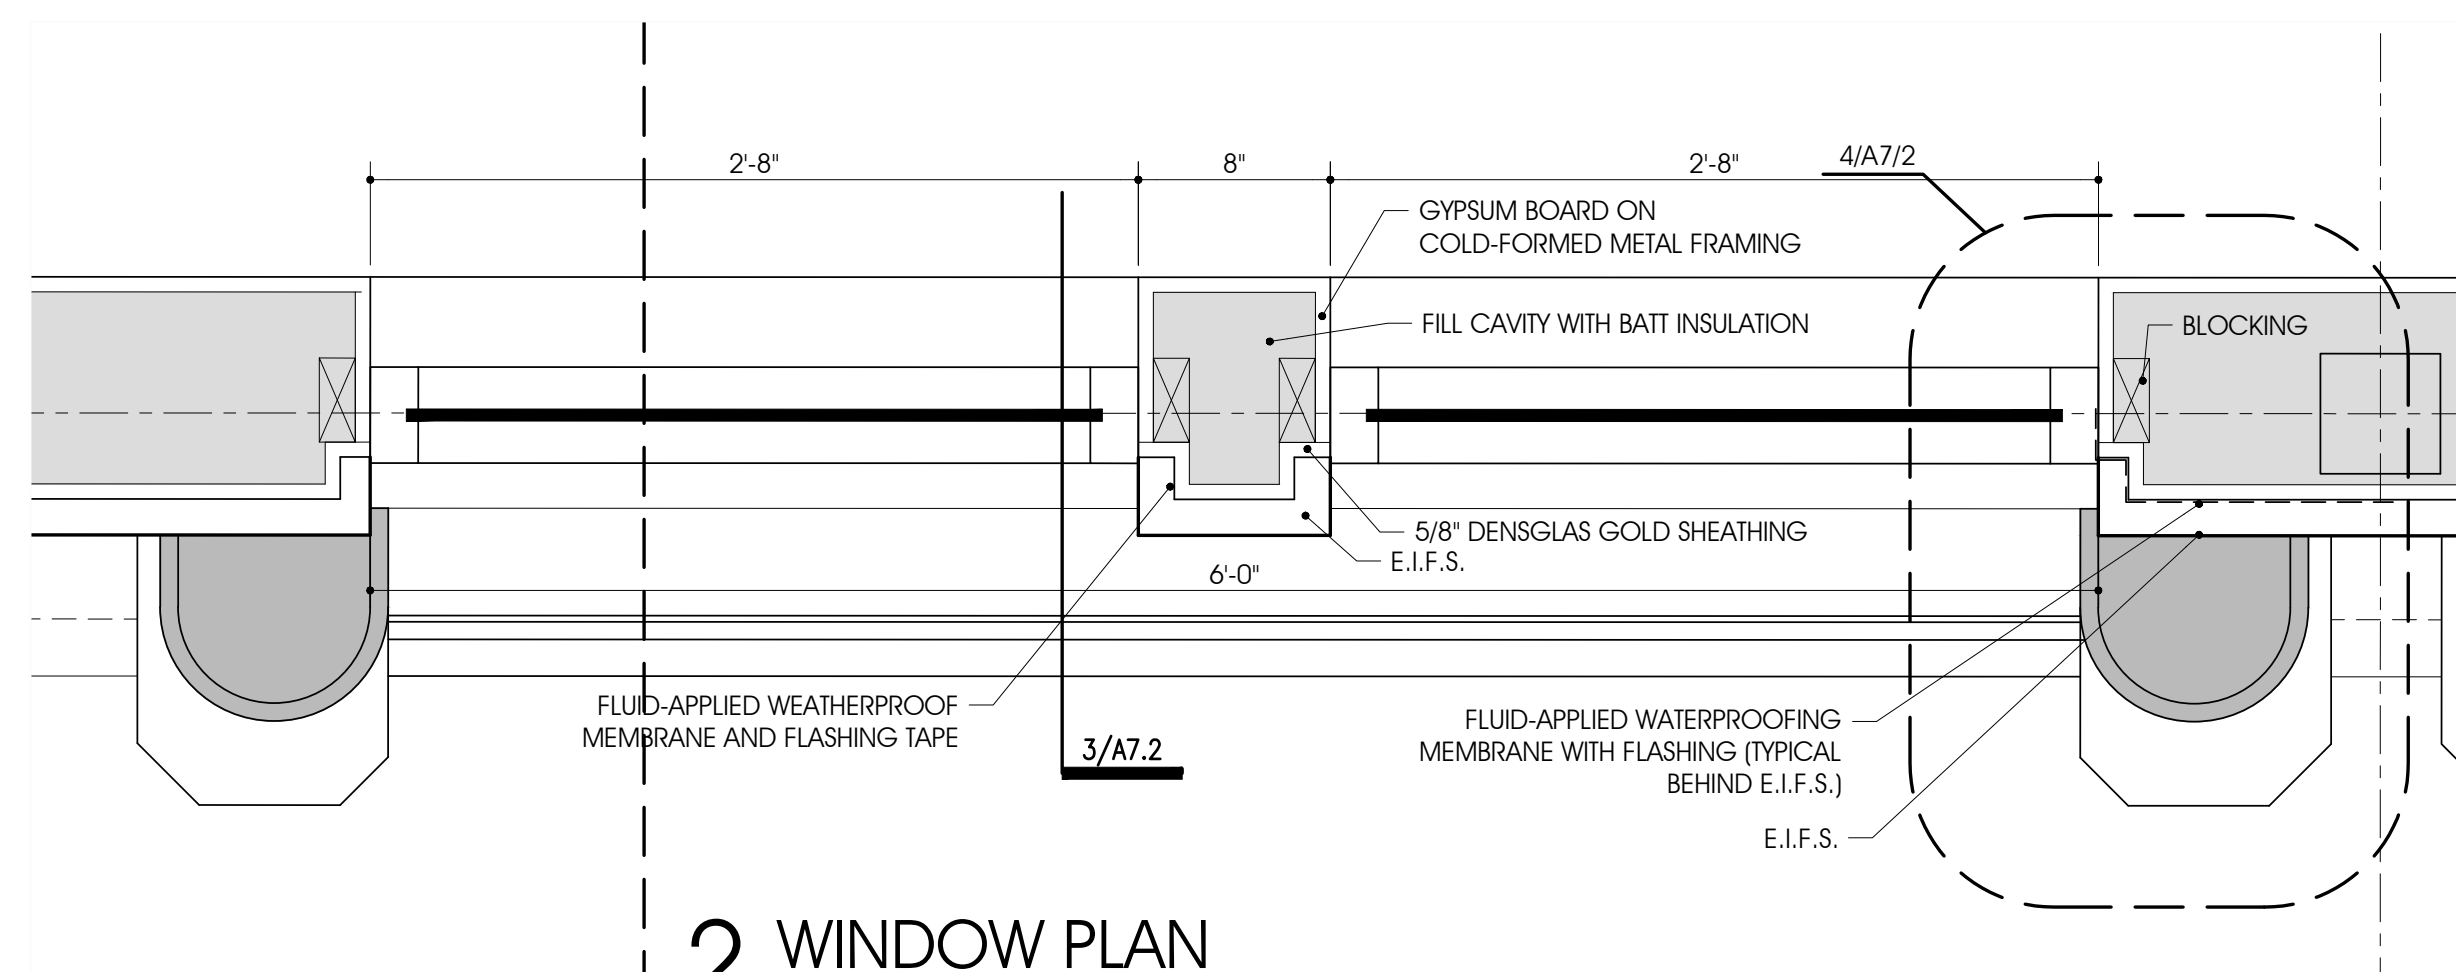 2'-8"
8"
2'-8"
4/A7/2
GYPSUM BOARD ON
COLD-FORMED METAL FRAMING
FILL CAVITY WITH BATT INSULATION
BLOCKING
5/8" DENSGLAS GOLD SHEATHING
E.I.F.S.
6'-0"
FLUID-APPLIED WEATHERPROOF
MEMBRANE AND FLASHING TAPE
3/A7.2
FLUID-APPLIED WATERPROOFING
MEMBRANE WITH FLASHING (TYPICAL
BEHIND E.I.F.S.)
E.I.F.S.
2 WINDOW PLAN